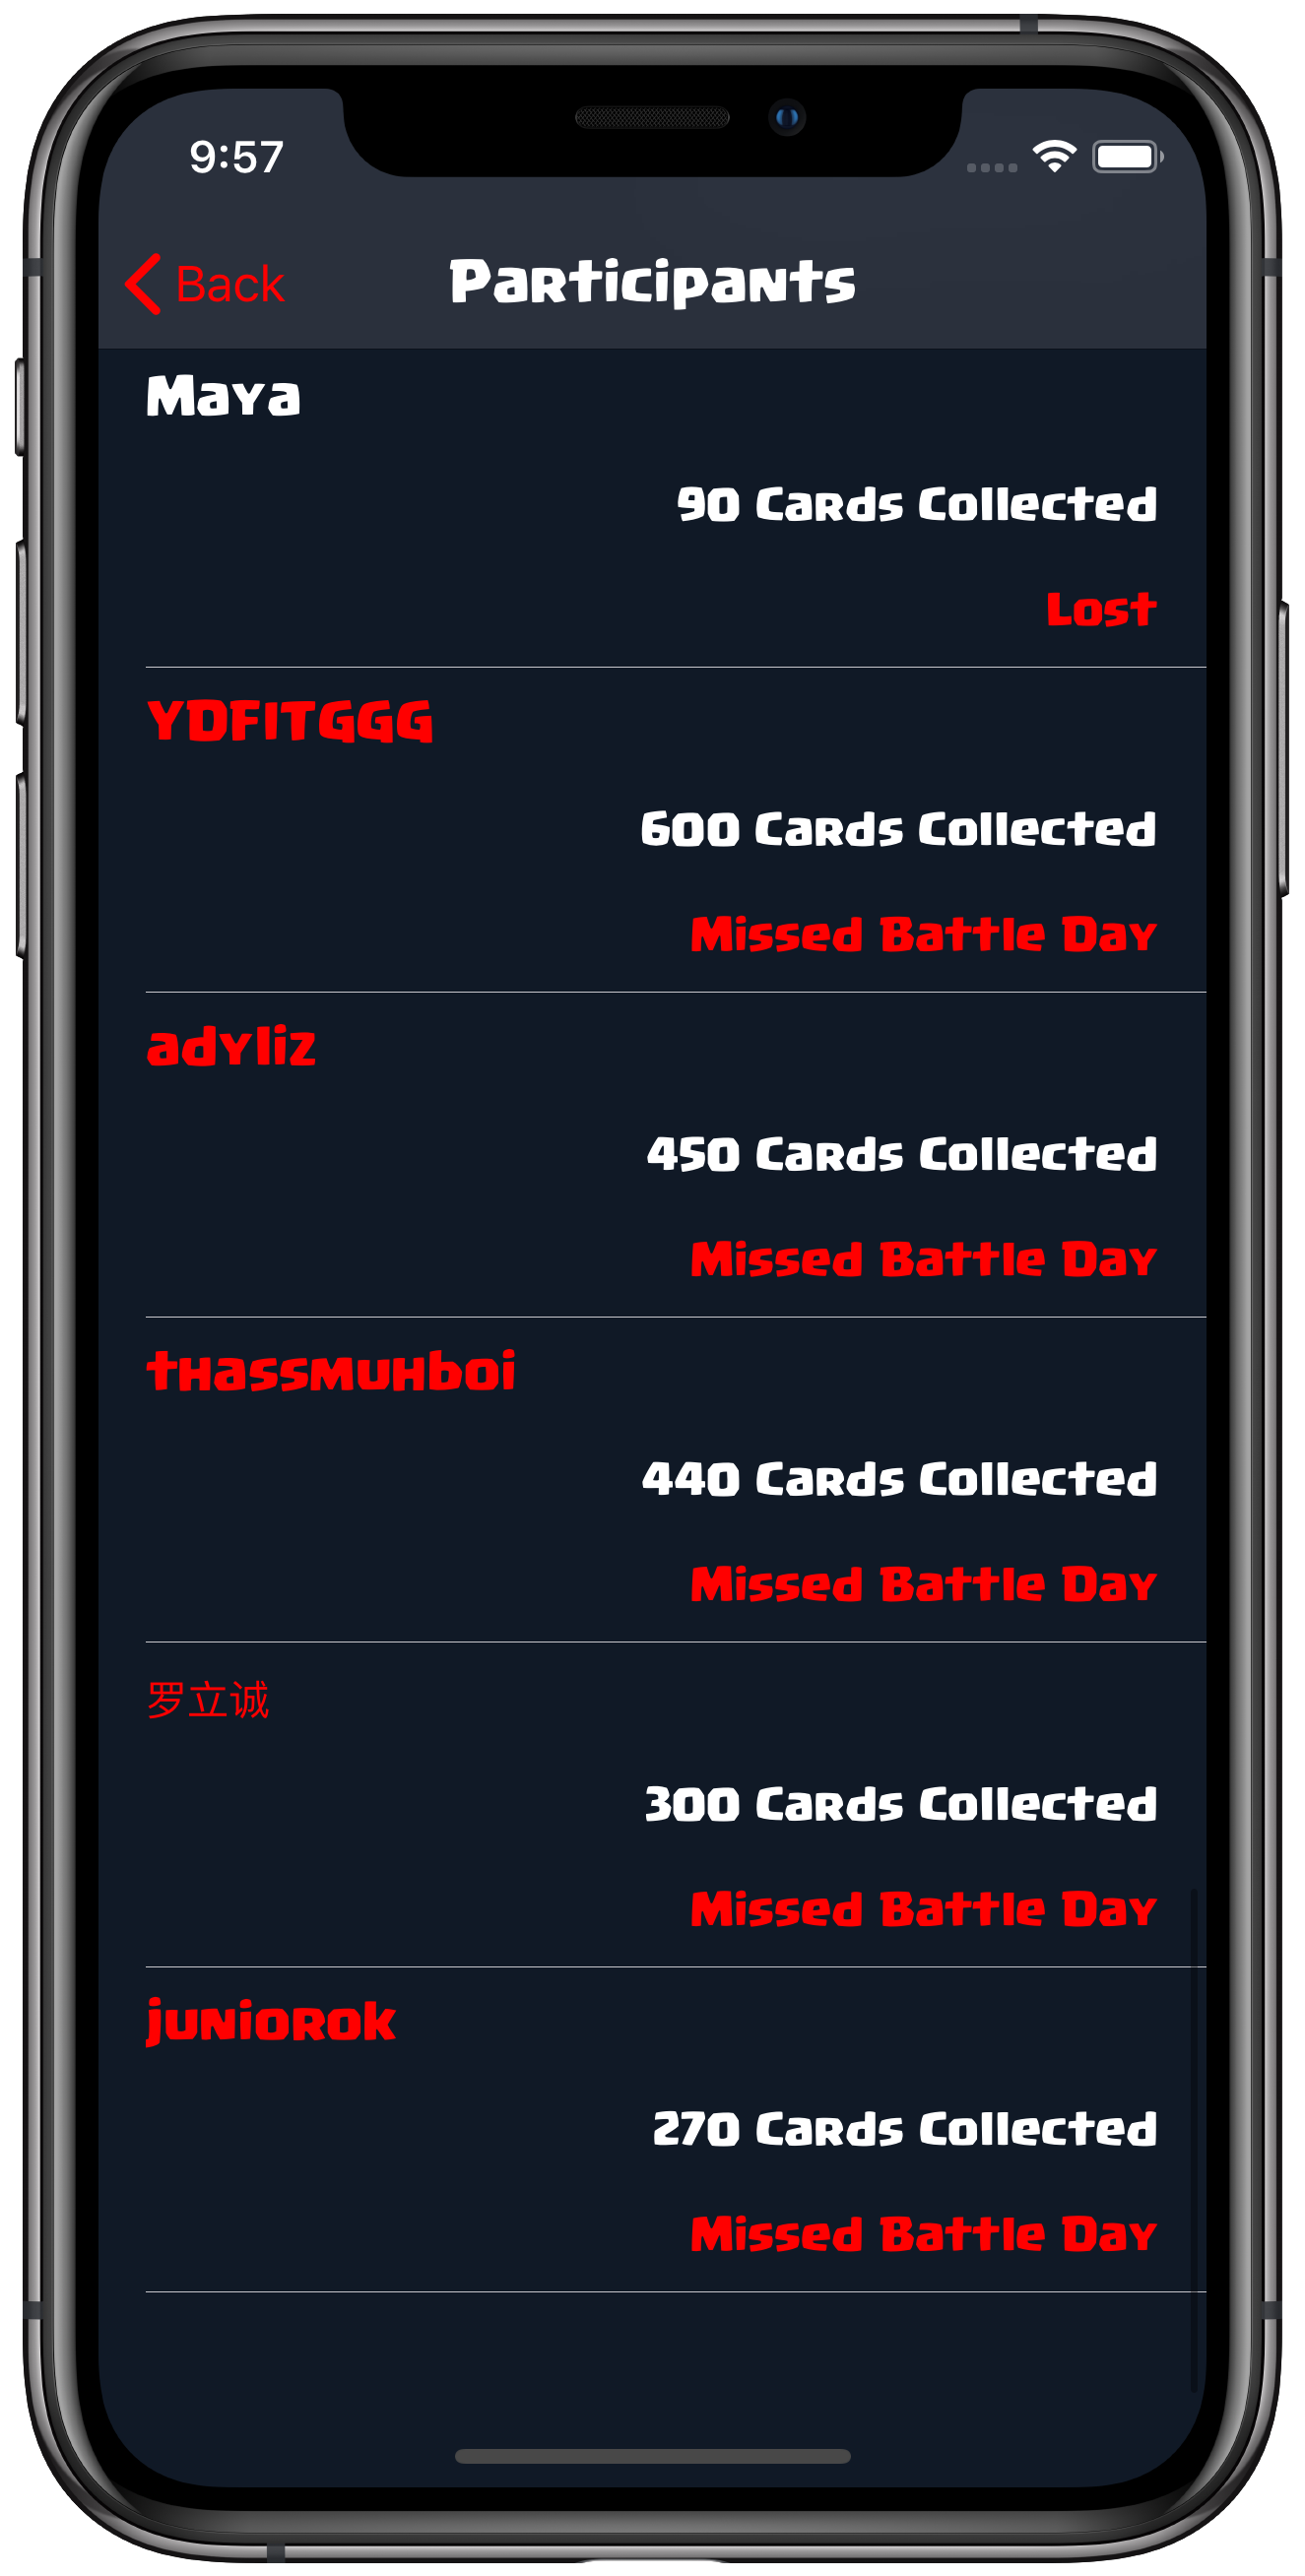 9:57
Back
Participants
Maya
90 Cards Collected
Lost
YDFITGGG
600 Cards Collected
Missed Battle Day
adyliz
450 Cards Collected
Missed Battle Day
thassmuhboi
440 Cards Collected
Missed Battle Day
罗立诚
300 Cards Collected
Missed Battle Day
juniorok
270 Cards Collected
Missed Battle Day